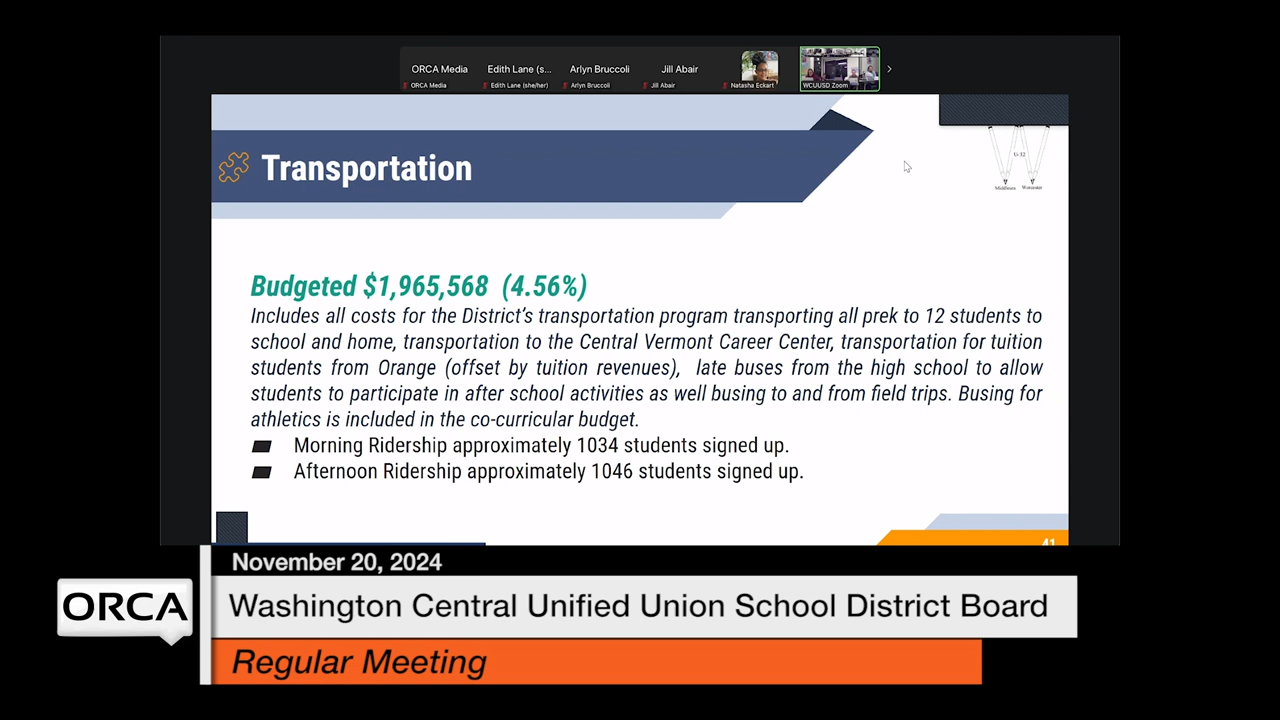 ORCA Media
Edith Lane (s...
Arlyn Bruccoli
Jill Abair
ORCA Media
Edith Lane (she/her)
Arlyn Bruccoli
Jill Abair
Natasha Eckart
WCUUSD Zoom
Transportation
U-32
Middlesex
Worcester
Budgeted $1,965,568 (4.56%)
Includes all costs for the District's transportation program transporting all prek to 12 students to
school and home, transportation to the Central Vermont Career Center, transportation for tuition
students from Orange (offset by tuition revenues), late buses from the high school to allow
students to participate in after school activities as well busing to and from field trips. Busing for
athletics is included in the co-curricular budget.
Morning Ridership approximately 1034 students signed up.
Afternoon Ridership approximately 1046 students signed up.
41
November 20, 2024
ORCA
Washington Central Unified Union School District Board
Regular Meeting